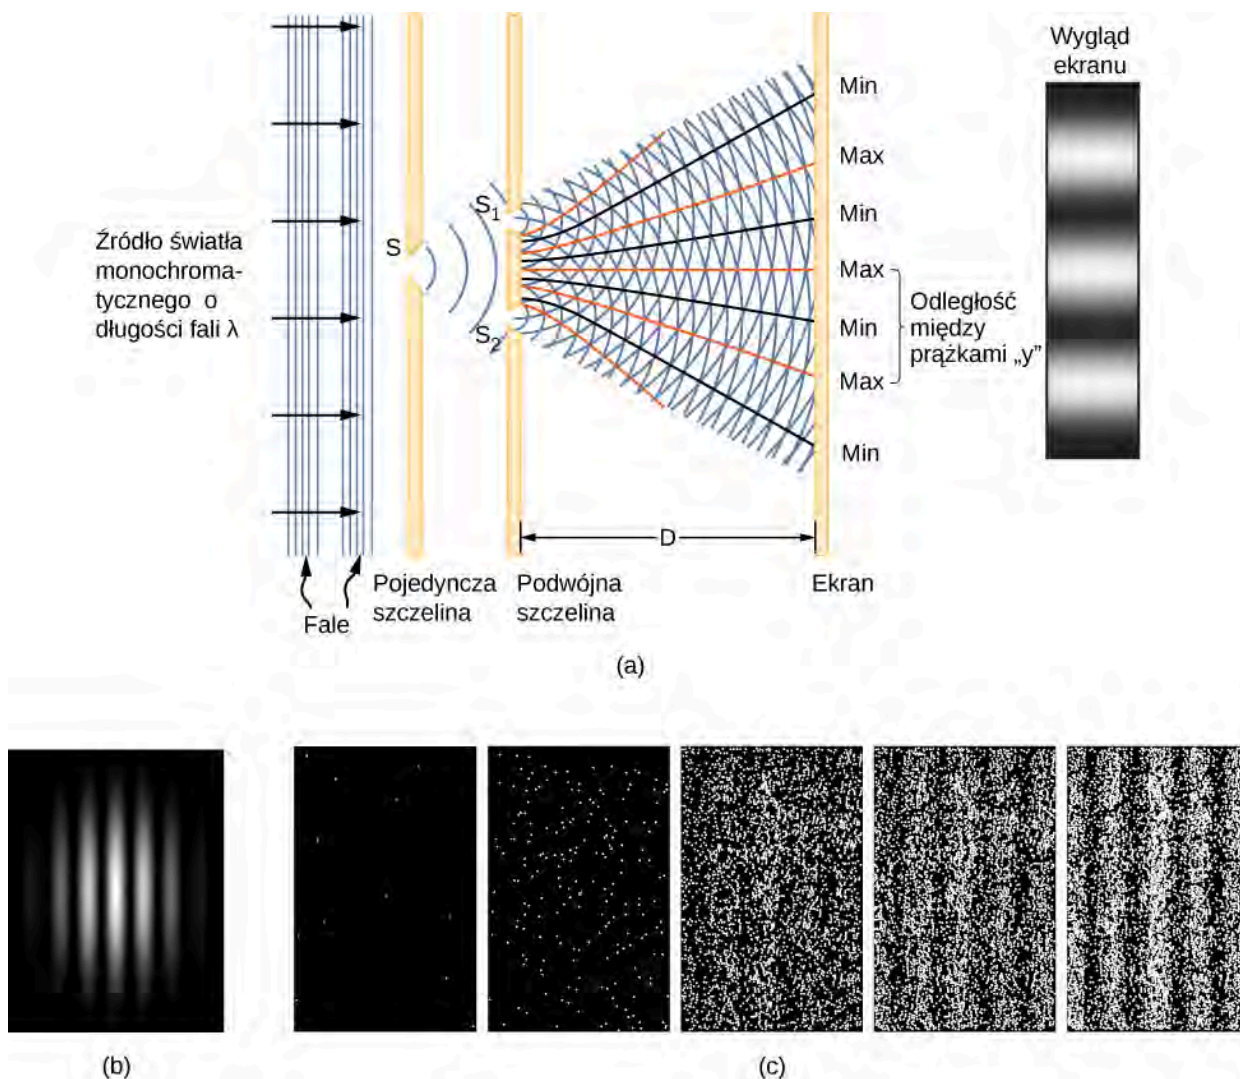 Wygląd
ekranu
Min
Max
S₁
Min
Źródło światła
monochroma-
tycznego o
długości fali λ
S
Max
Odległość
między
prążkami „y”
Min
S₂
Max
Min
D
Pojedyncza
szczelina
Podwójna
szczelina
Ekran
Fale
(a)
(b)
(c)